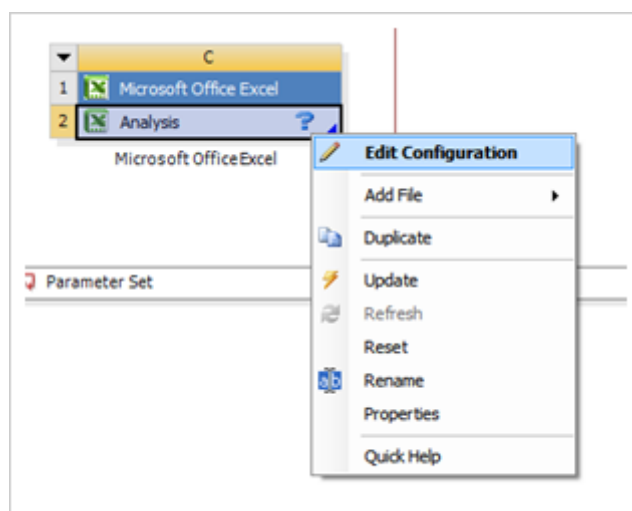 C
1 Microsoft Office Excel
2 Analysis ?
Microsoft Office Excel
Edit Configuration
Add File
Duplicate
Parameter Set
Update
Refresh
Reset
ab Rename
Properties
Quick Help